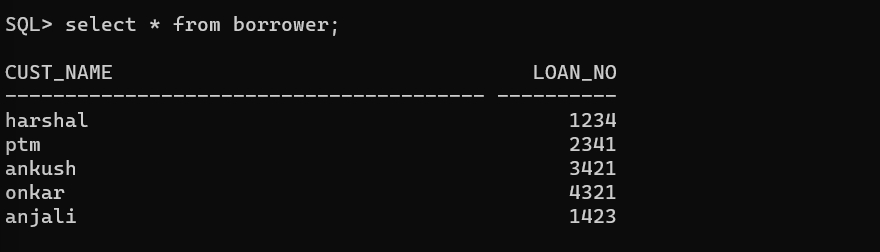 SQL> select * from borrower;
CUST_NAME LOAN_NO
---------------------------------------- ----------
harshal 1234
ptm 2341
ankush 3421
onkar 4321
anjali 1423